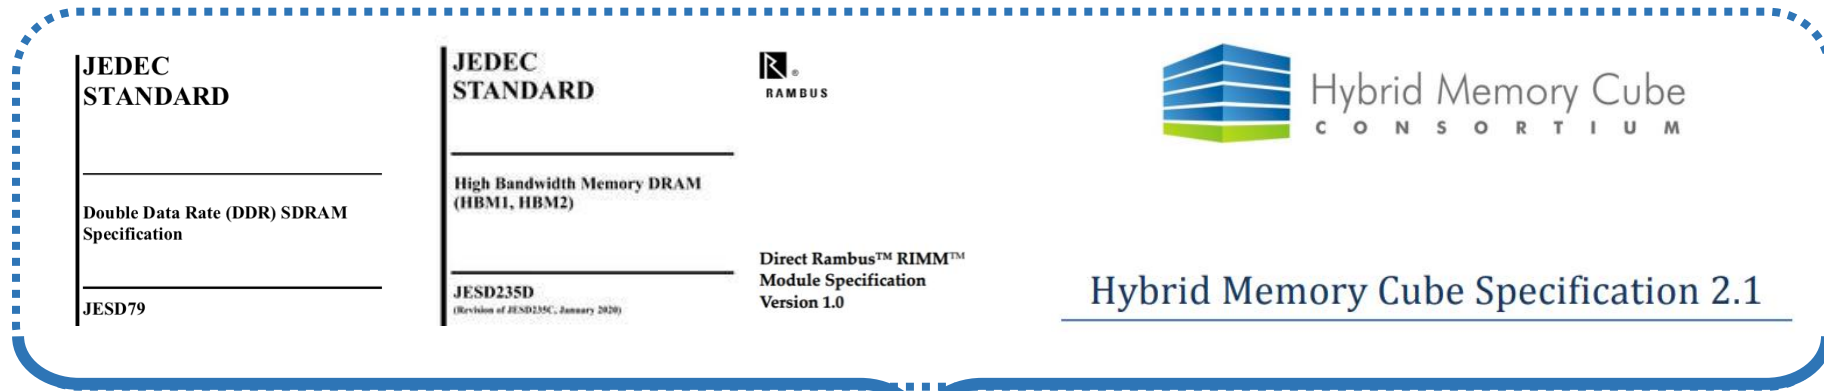 JEDEC
STANDARD
Double Data Rate (DDR) SDRAM
Specification
JESD79
JEDEC
STANDARD
High Bandwidth Memory DRAM
(HBM1, HBM2)
JESD235D
(Revision of JESD235C, January 2020)
R ®
RAMBUS
Direct Rambus™ RIMM™
Module Specification
Version 1.0
Hybrid Memory Cube
CONSORTIUM
Hybrid Memory Cube Specification 2.1